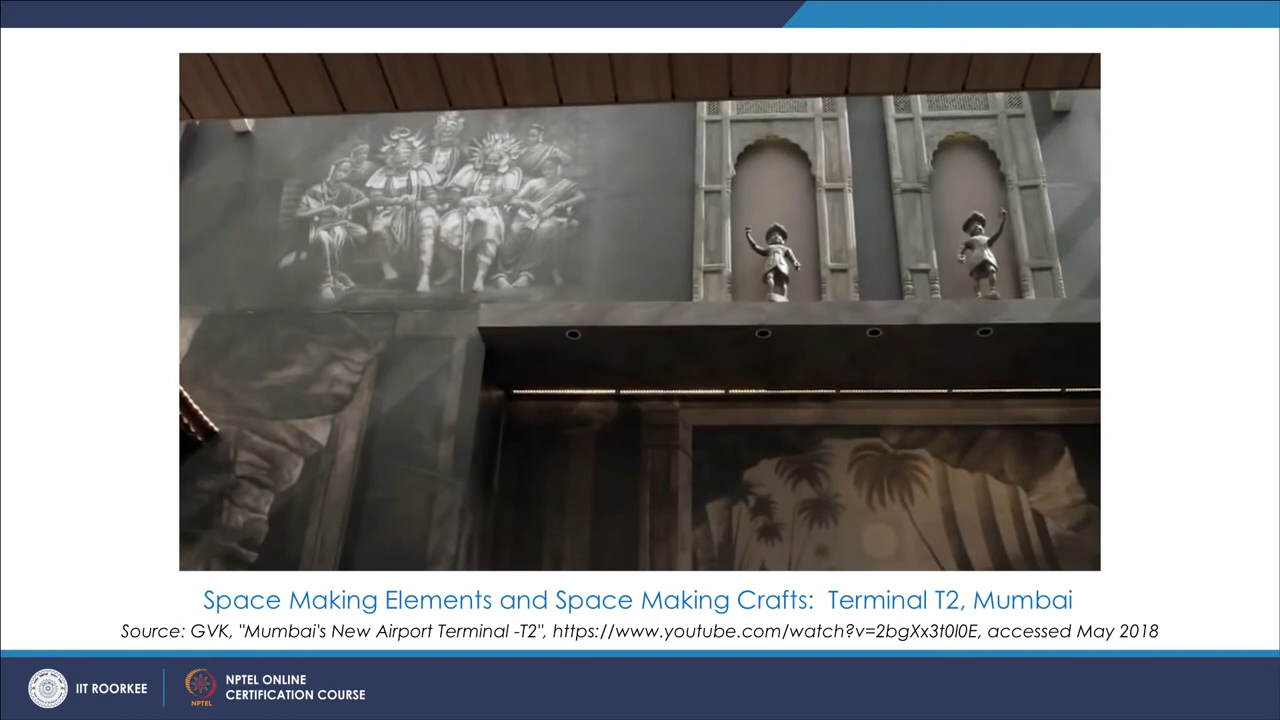 Space Making Elements and Space Making Crafts: Terminal T2, Mumbai
Source: GVK, "Mumbai's New Airport Terminal -T2", https://www.youtube.com/watch?v=2bgXx3t0l0E, accessed May 2018
IIT ROORKEE
NPTEL
NPTEL ONLINE
CERTIFICATION COURSE